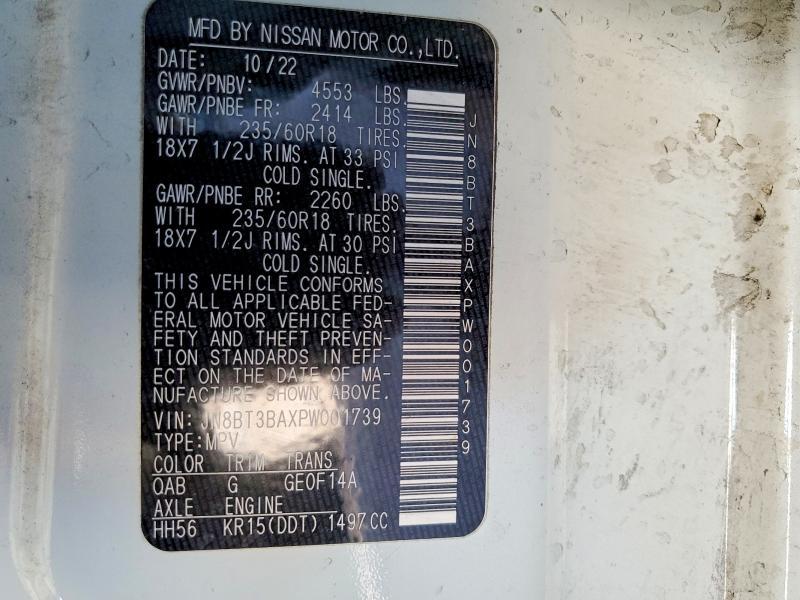 MFD BY NISSAN MOTOR CO.,LTD.
DATE: 10/22
GVWR/PNBV: 4553 LBS.
GAWR/PNBE FR: 2414 LBS.
WITH 235/60R18 TIRES.
18X7 1/2J RIMS. AT 33 PSI
COLD SINGLE.
GAWR/PNBE RR: 2260 LBS.
WITH 235/60R18 TIRES.
18X7 1/2J RIMS. AT 30 PSI
COLD SINGLE.
THIS VEHICLE CONFORMS
TO ALL APPLICABLE FED-
ERAL MOTOR VEHICLE SA-
FETY AND THEFT PREVEN-
TION STANDARDS IN EFF-
ECT ON THE DATE OF MA-
NUFACTURE SHOWN ABOVE.
VIN: JN8BT3BAXPW001739
TYPE:MPV
COLOR TRIM TRANS
QAB G GE0F14A
AXLE ENGINE
HH56 KR15(DDT) 1497CC
JN8BT3BAXPW001739